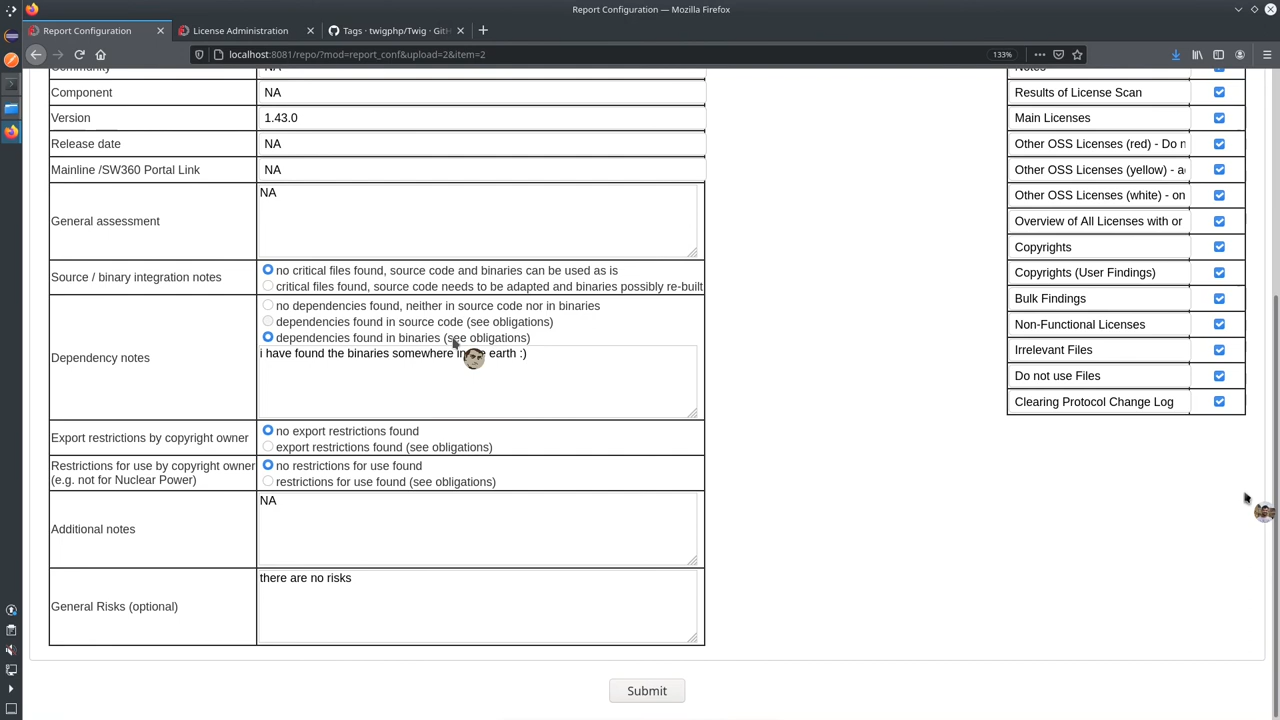 Report Configuration — Mozilla Firefox
Report Configuration
License Administration
Tags · twigphp/Twig · GitH
localhost:8081/repo/?mod=report_conf&upload=2&item=2
133%
Community NA
Component NA
Version 1.43.0
Release date NA
Mainline /SW360 Portal Link NA
General assessment NA
Source / binary integration notes
no critical files found, source code and binaries can be used as is
critical files found, source code needs to be adapted and binaries possibly re-built
Dependency notes
no dependencies found, neither in source code nor in binaries
dependencies found in source code (see obligations)
dependencies found in binaries (see obligations)
i have found the binaries somewhere in earth :)
Export restrictions by copyright owner
no export restrictions found
export restrictions found (see obligations)
Restrictions for use by copyright owner
(e.g. not for Nuclear Power)
no restrictions for use found
restrictions for use found (see obligations)
Additional notes NA
General Risks (optional) there are no risks
Notes
Results of License Scan
Main Licenses
Other OSS Licenses (red) - Do n
Other OSS Licenses (yellow) - a
Other OSS Licenses (white) - on
Overview of All Licenses with or
Copyrights
Copyrights (User Findings)
Bulk Findings
Non-Functional Licenses
Irrelevant Files
Do not use Files
Clearing Protocol Change Log
Submit